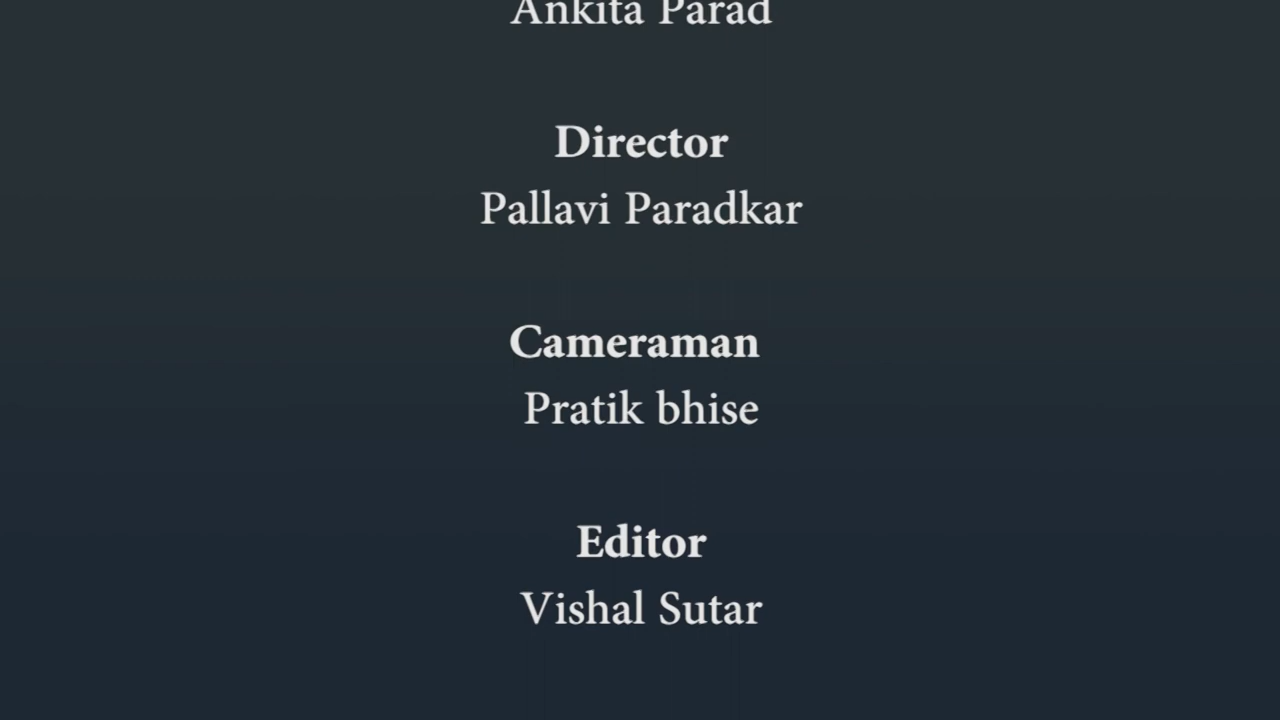 Ankita Parad
Director
Pallavi Paradkar
Cameraman
Pratik bhise
Editor
Vishal Sutar